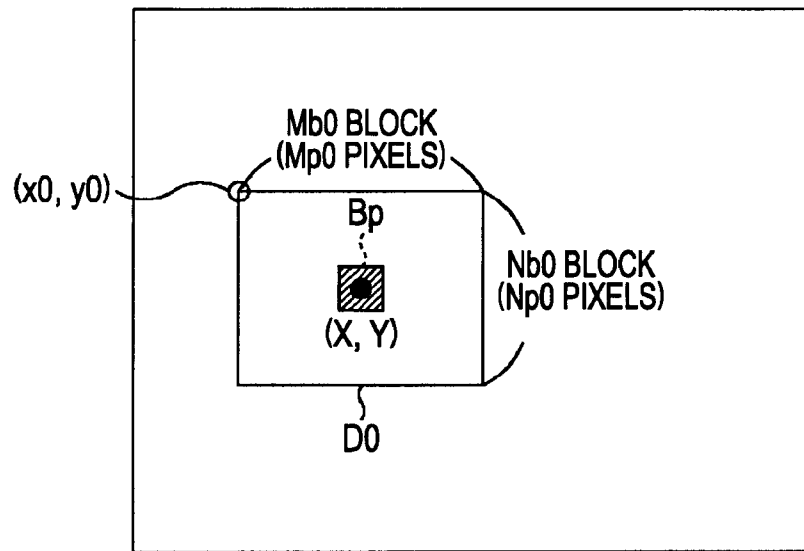 Mb0 BLOCK
(Mp0 PIXELS)
(x0, y0)
Bp
Nb0 BLOCK
(Np0 PIXELS)
(X, Y)
D0